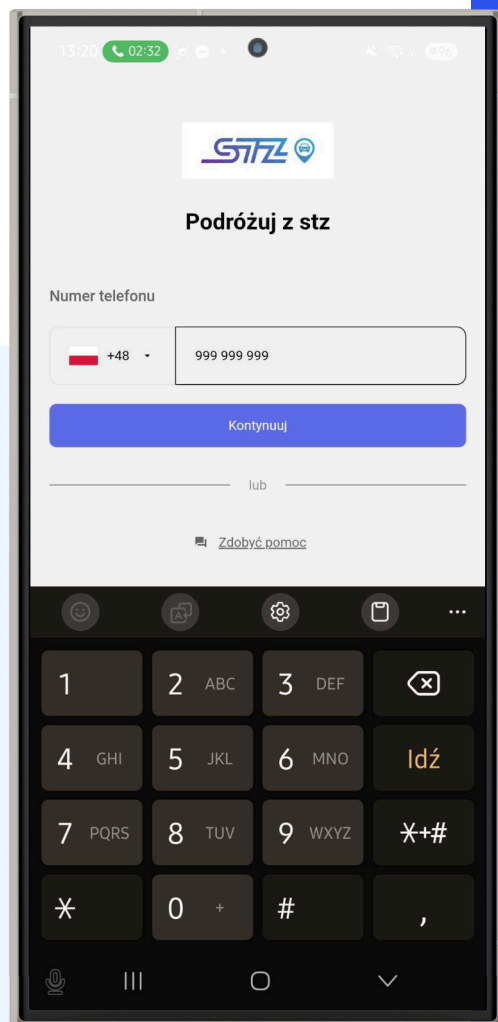 13:20 02:32 96
STZ
Podróżuj z stz
Numer telefonu
+48 999 999 999
Kontynuuj
lub
Zdobyć pomoc
1 2 ABC 3 DEF
4 GHI 5 JKL 6 MNO Idź
7 PQRS 8 TUV 9 WXYZ *+#
* 0 + # ,